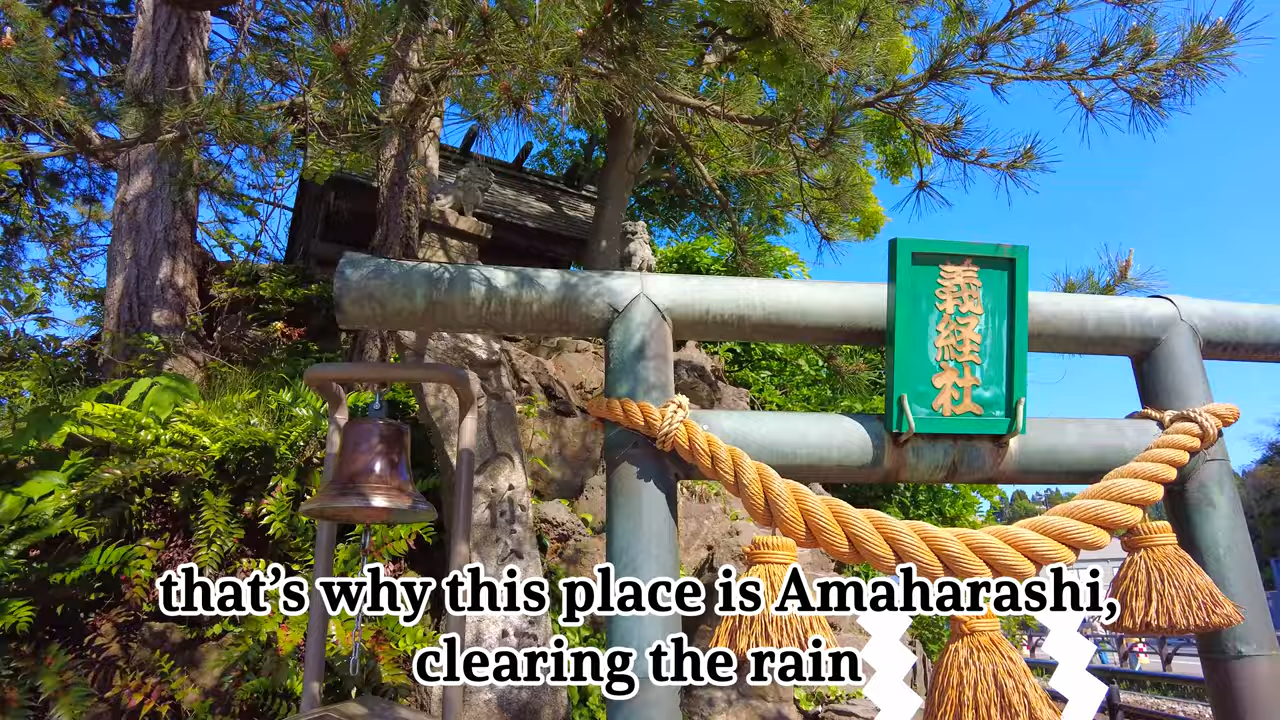 義経社
that's why this place is Amaharashi,
clearing the rain